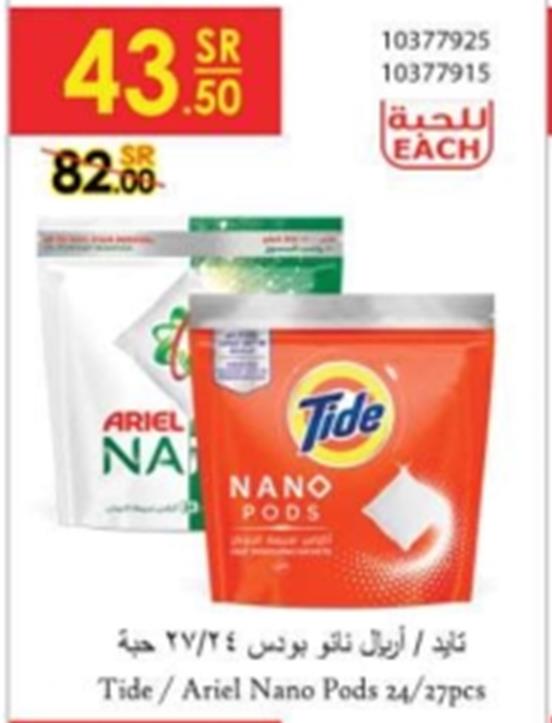 43.50 SR
82.00 SR
10377925
10377915
للحبة
EACH
ARIEL
NA
Tide
NANO
PODS
تايد / أريال نانو بودس ٢٧/٢٤ حبة
Tide / Ariel Nano Pods 24/27pcs